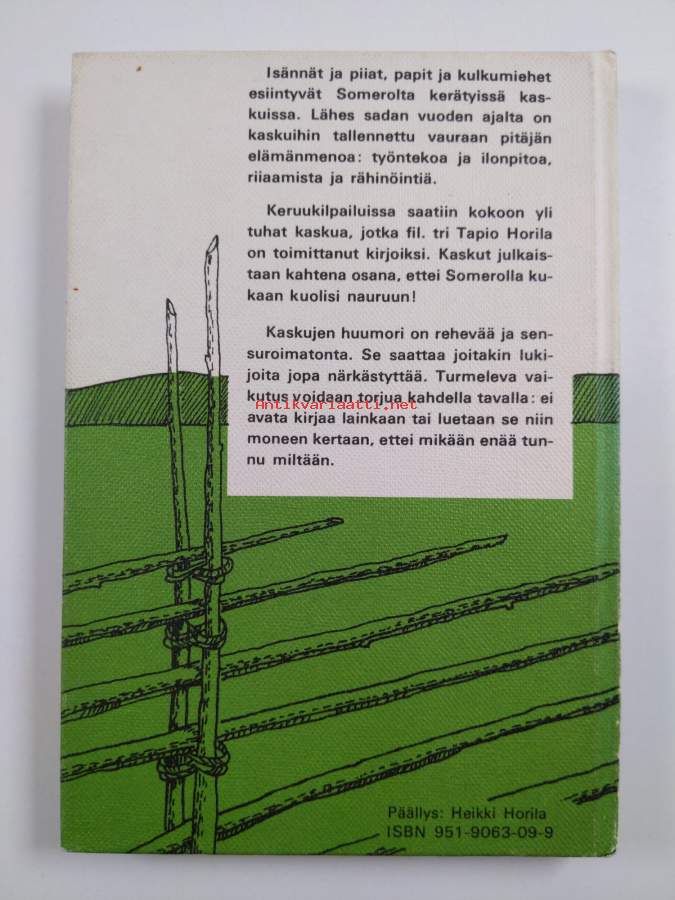 Isännät ja piiat, papit ja kulkumiehet
esiintyvät Somerolta kerätyissä kas-
kuissa. Lähes sadan vuoden ajalta on
kaskuihin tallennettu vauraan pitäjän
elämänmenoa: työntekoa ja ilonpitoa,
riiaamista ja rähinöintiä.
Keruukilpailuissa saatiin kokoon yli
tuhat kaskua, jotka fil. tri Tapio Horila
on toimittanut kirjoiksi. Kaskut julkais-
taan kahtena osana, ettei Somerolla ku-
kaan kuolisi nauruun!
Kaskujen huumori on rehevää ja sen-
suroimatonta. Se saattaa joitakin luki-
joita jopa närkästyttää. Turmeleva vai-
kutus voidaan torjua kahdella tavalla: ei
Antikvariaatti.net
avata kirjaa lainkaan tai luetaan se niin
moneen kertaan, ettei mikään enää tun-
nu miltään.
Päällys: Heikki Horila
ISBN 951-9063-09-9